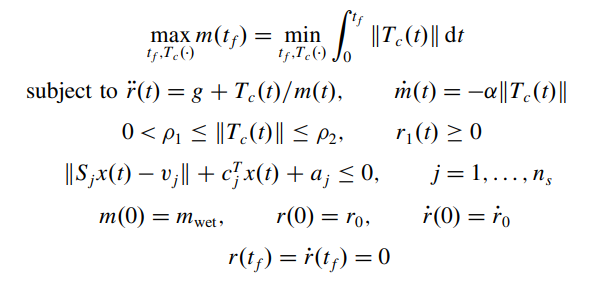 max_{t_f,T_c(·)} m(t_f) = min_{t_f,T_c(·)} ∫_0^{t_f} ‖T_c(t)‖ dt
subject to r̈(t) = g + T_c(t)/m(t), ṁ(t) = −α‖T_c(t)‖
0 < ρ_1 ≤ ‖T_c(t)‖ ≤ ρ_2, r_1(t) ≥ 0
‖S_j x(t) − v_j‖ + c_j^T x(t) + a_j ≤ 0, j = 1, . . . , n_s
m(0) = m_wet, r(0) = r_0, ṙ(0) = ṙ_0
r(t_f) = ṙ(t_f) = 0